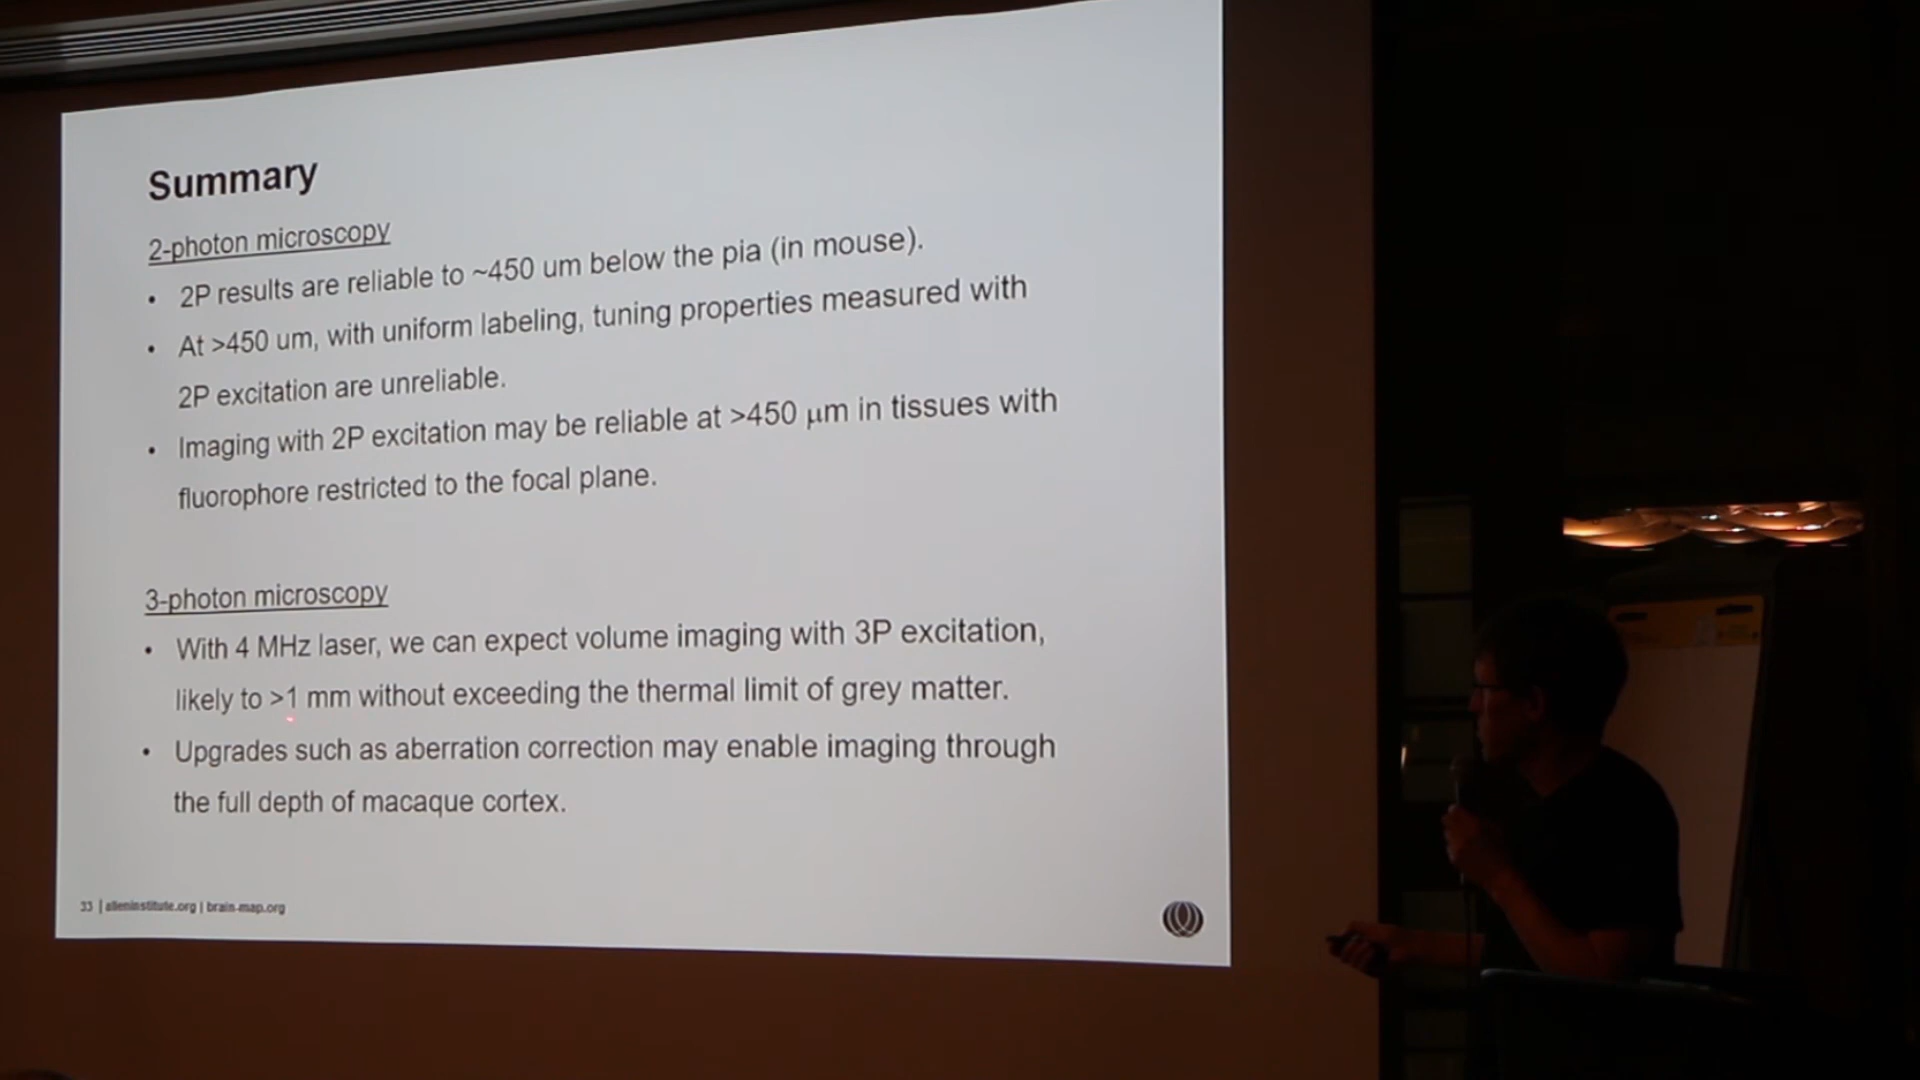 Summary
2-photon microscopy
• 2P results are reliable to ~450 um below the pia (in mouse).
• At >450 um, with uniform labeling, tuning properties measured with
2P excitation are unreliable.
• Imaging with 2P excitation may be reliable at >450 μm in tissues with
fluorophore restricted to the focal plane.
3-photon microscopy
• With 4 MHz laser, we can expect volume imaging with 3P excitation,
likely to >1 mm without exceeding the thermal limit of grey matter.
• Upgrades such as aberration correction may enable imaging through
the full depth of macaque cortex.
33 | alleninstitute.org | brain-map.org